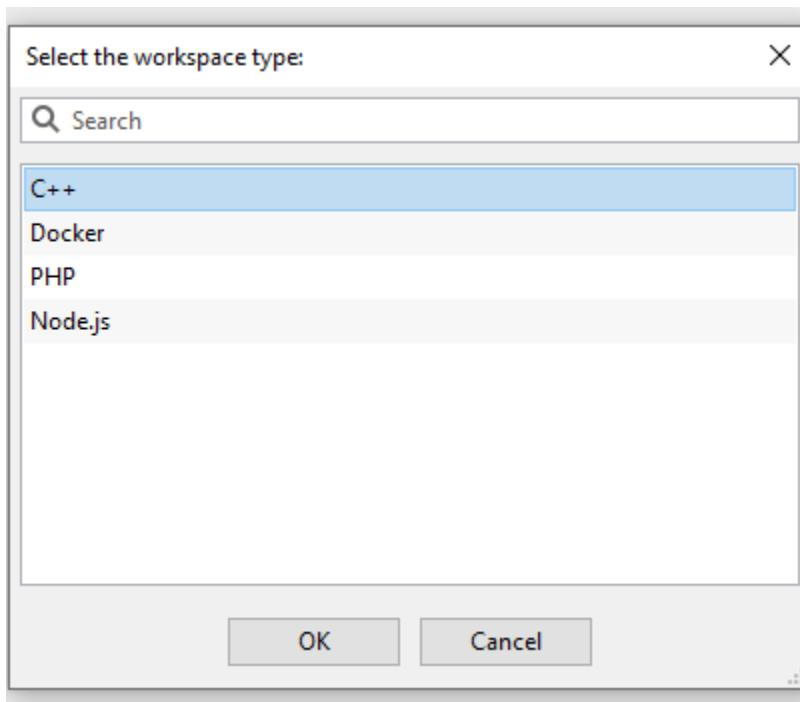 Select the workspace type:
Search
C++
Docker
PHP
Node.js
OK
Cancel